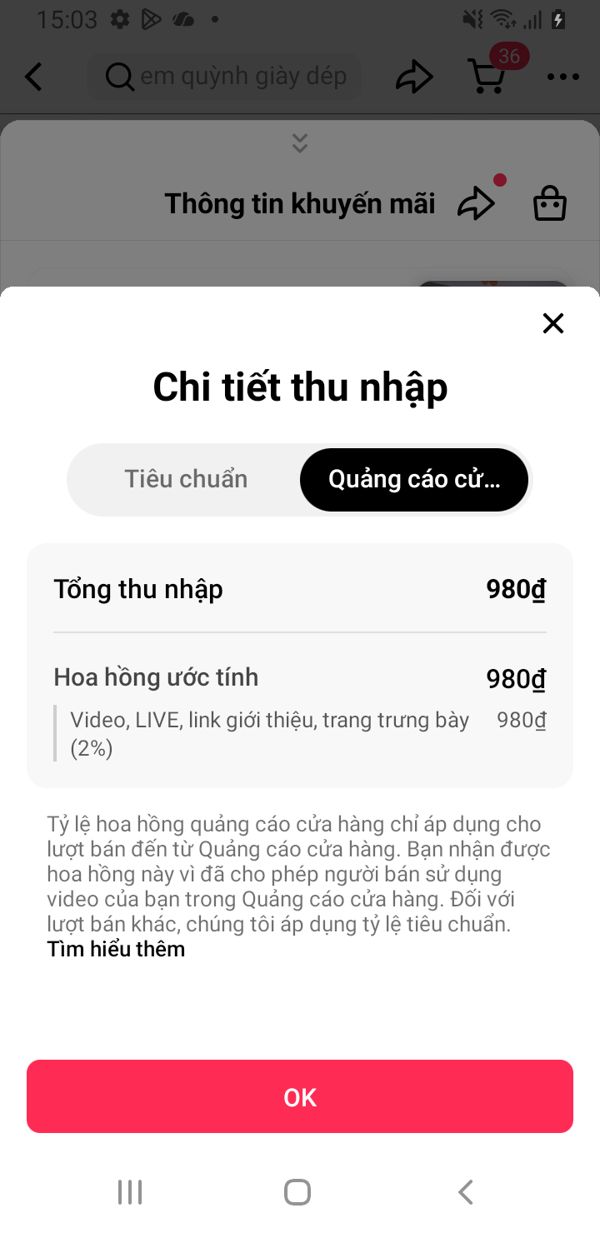 15:03
36
em quỳnh giày dép
Thông tin khuyến mãi
Chi tiết thu nhập
Tiêu chuẩn
Quảng cáo cử...
Tổng thu nhập 980₫
Hoa hồng ước tính 980₫
Video, LIVE, link giới thiệu, trang trưng bày 980₫
(2%)
Tỷ lệ hoa hồng quảng cáo cửa hàng chỉ áp dụng cho
lượt bán đến từ Quảng cáo cửa hàng. Bạn nhận được
hoa hồng này vì đã cho phép người bán sử dụng
video của bạn trong Quảng cáo cửa hàng. Đối với
lượt bán khác, chúng tôi áp dụng tỷ lệ tiêu chuẩn.
Tìm hiểu thêm
OK